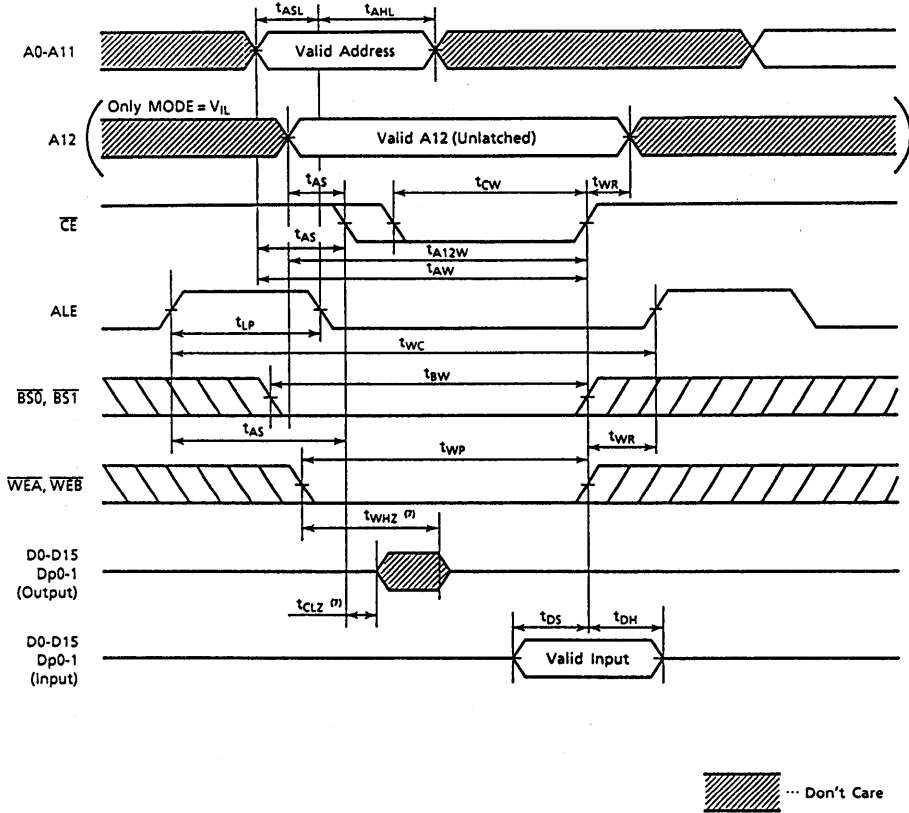 tASL tAHL
A0-A11 Valid Address
Only MODE = VIL
A12 Valid A12 (Unlatched)
tAS tCW tWR
CE
tAS tA12W
tAW
ALE
tLP
tWC
BS0, BS1 tBW
tAS tWR
tWP
WEA, WEB
tWHZ (7)
D0-D15
Dp0-1
(Output)
tCLZ (7)
tDS tDH
D0-D15
Dp0-1
(Input)
Valid Input
··· Don't Care